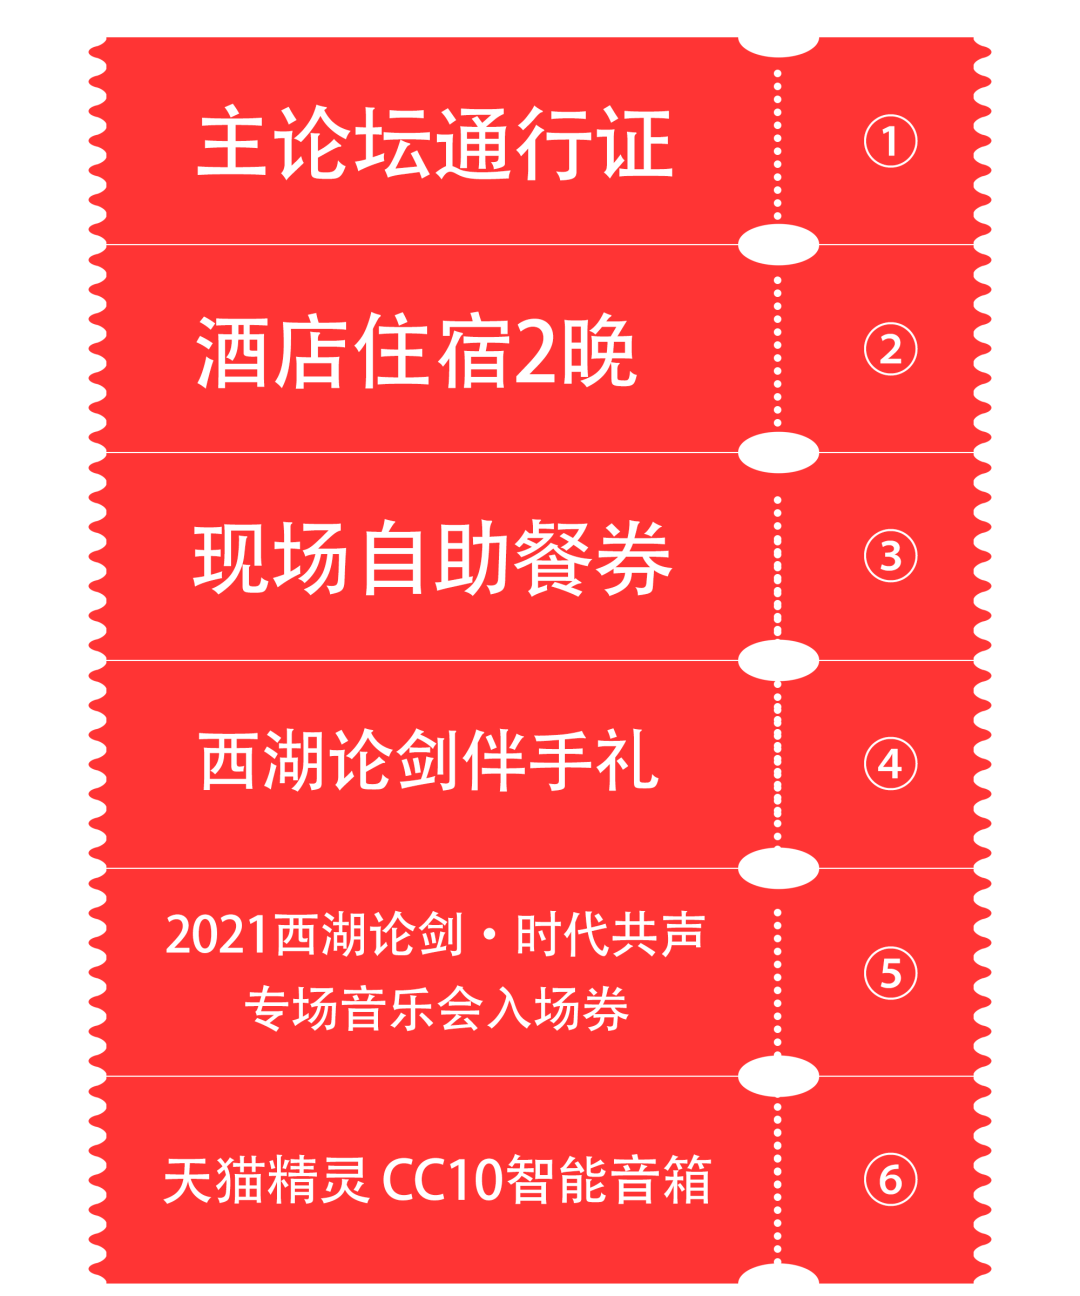 主论坛通行证 ①
酒店住宿2晚 ②
现场自助餐券 ③
西湖论剑伴手礼 ④
2021西湖论剑·时代共声
专场音乐会入场券 ⑤
天猫精灵 CC10智能音箱 ⑥